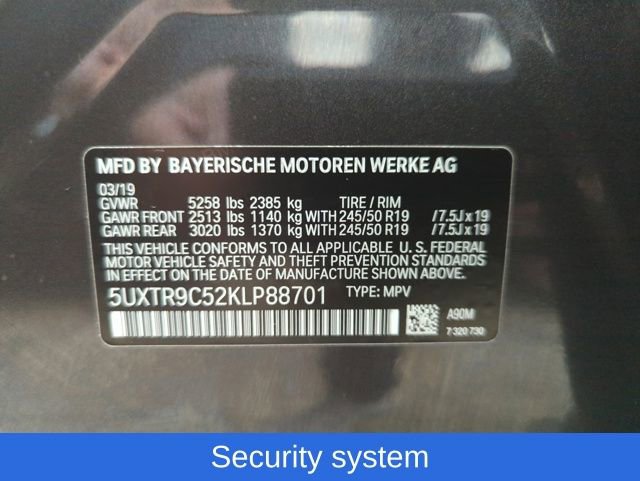 MFD BY BAYERISCHE MOTOREN WERKE AG
03/19
GVWR 5258 lbs 2385 kg TIRE / RIM
GAWR FRONT 2513 lbs 1140 kg WITH 245/50 R19 /7.5J x 19
GAWR REAR 3020 lbs 1370 kg WITH 245/50 R19 /7.5J x 19
THIS VEHICLE CONFORMS TO ALL APPLICABLE U. S. FEDERAL
MOTOR VEHICLE SAFETY AND THEFT PREVENTION STANDARDS
IN EFFECT ON THE DATE OF MANUFACTURE SHOWN ABOVE.
5UXTR9C52KLP88701 TYPE: MPV
A90M
7 320 730
Security system